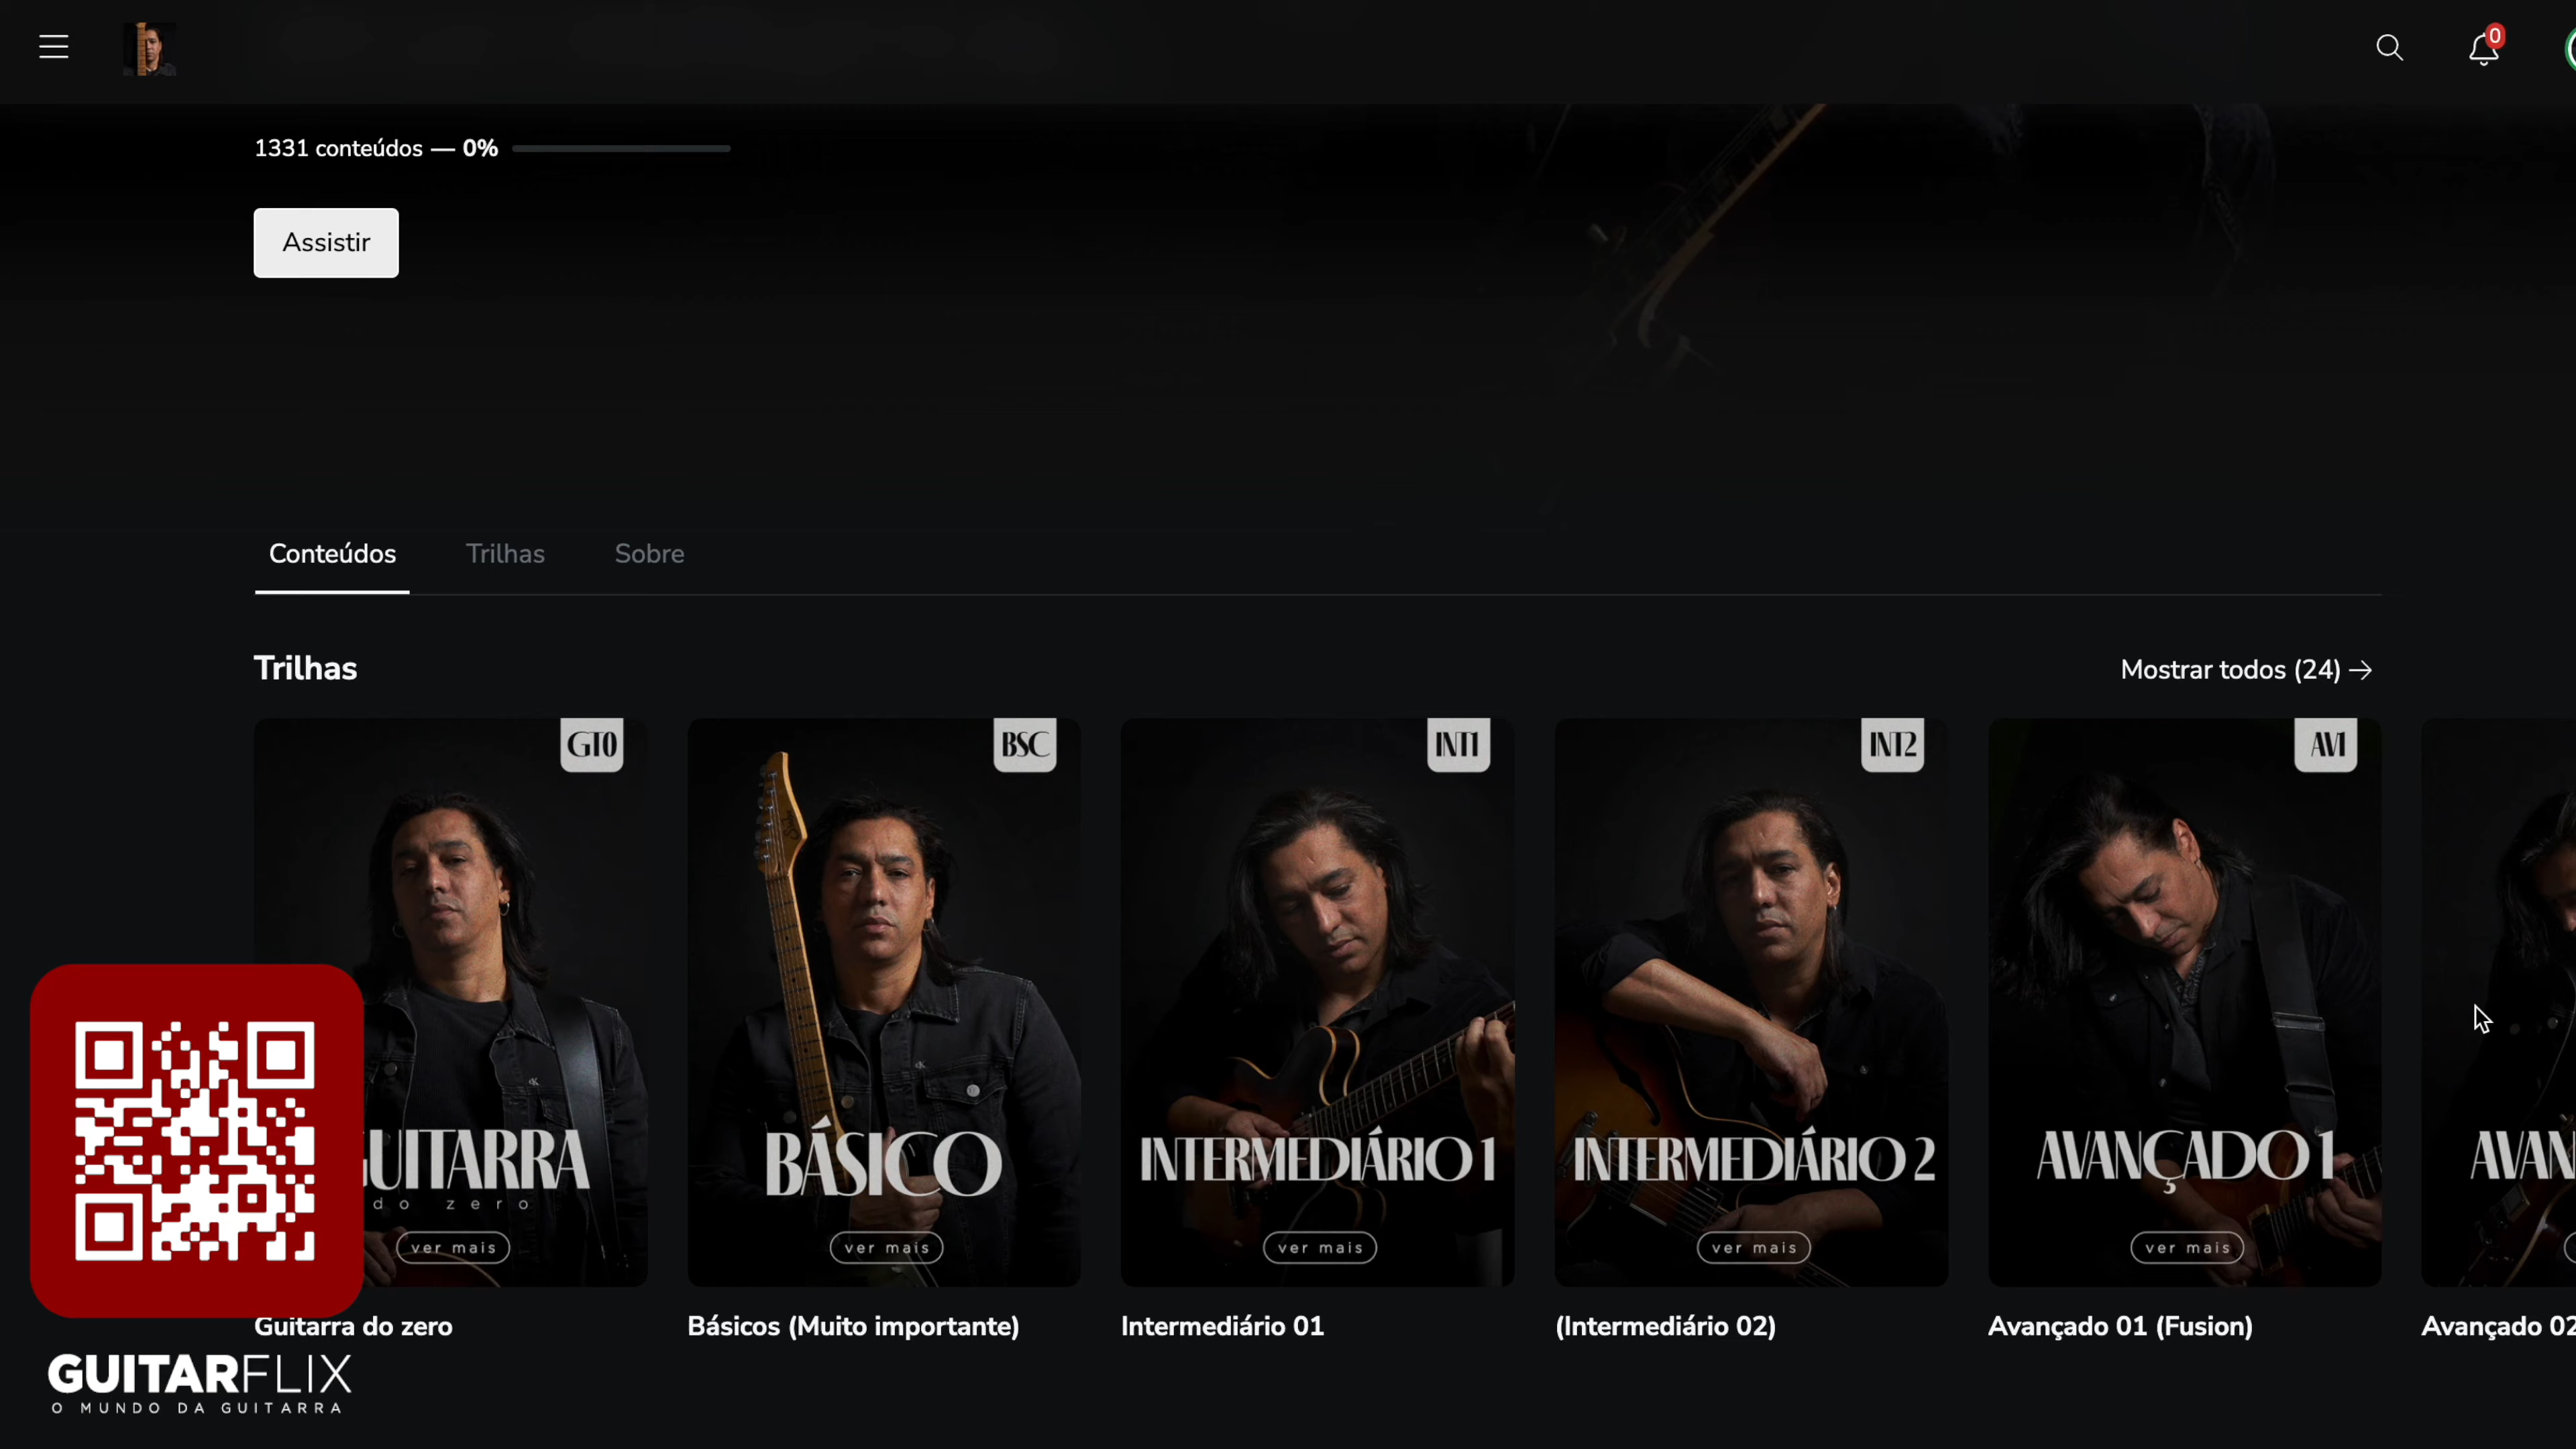 0
1331 conteúdos — 0%
Assistir
Conteúdos Trilhas Sobre
Trilhas
Mostrar todos (24)
GT0
BSC
INT1
INT2
AV1
GUITARRA
do zero
ver mais
BÁSICO
ver mais
INTERMEDIÁRIO 1
ver mais
INTERMEDIÁRIO 2
ver mais
AVANÇADO 1
ver mais
AVAN
Guitarra do zero
Básicos (Muito importante)
Intermediário 01
(Intermediário 02)
Avançado 01 (Fusion)
Avançado 02
GUITARFLIX
O MUNDO DA GUITARRA